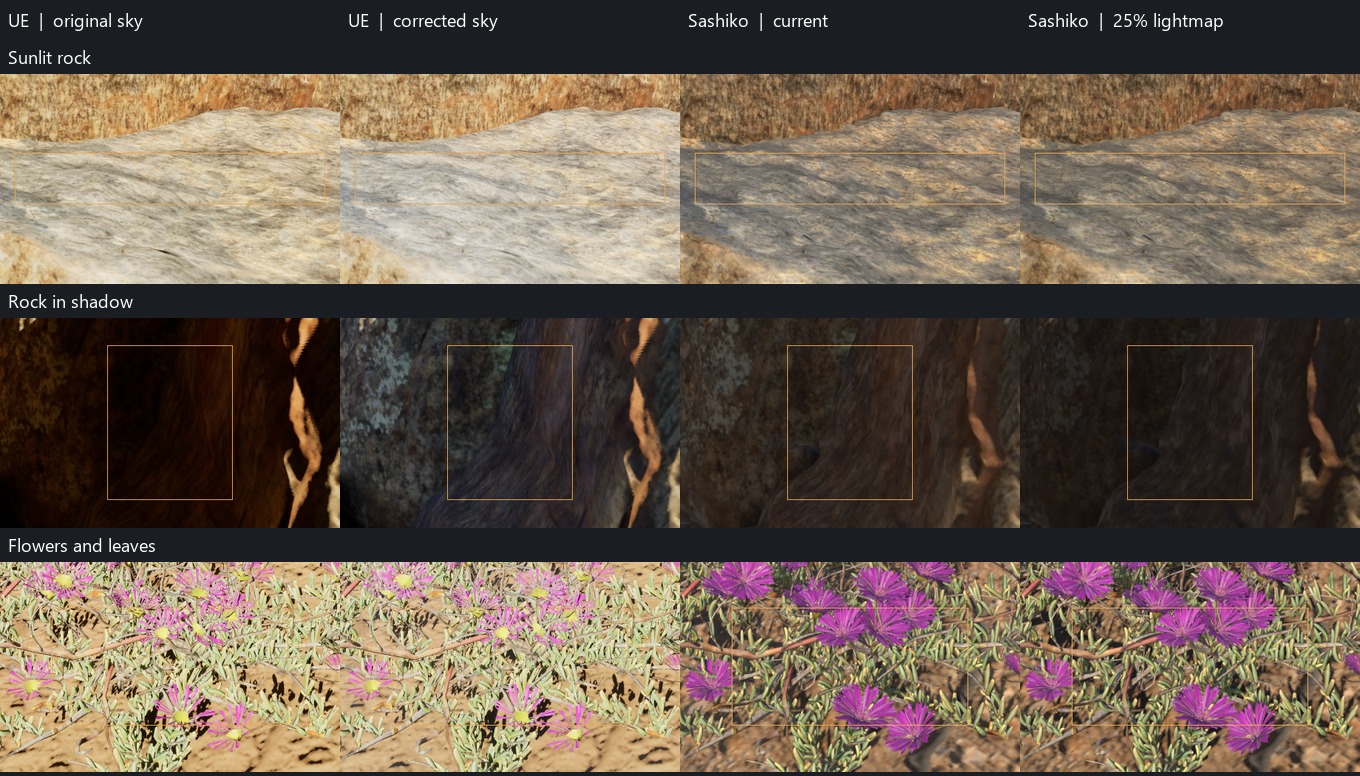 UE | original sky
UE | corrected sky
Sashiko | current
Sashiko | 25% lightmap
Sunlit rock
Rock in shadow
Flowers and leaves